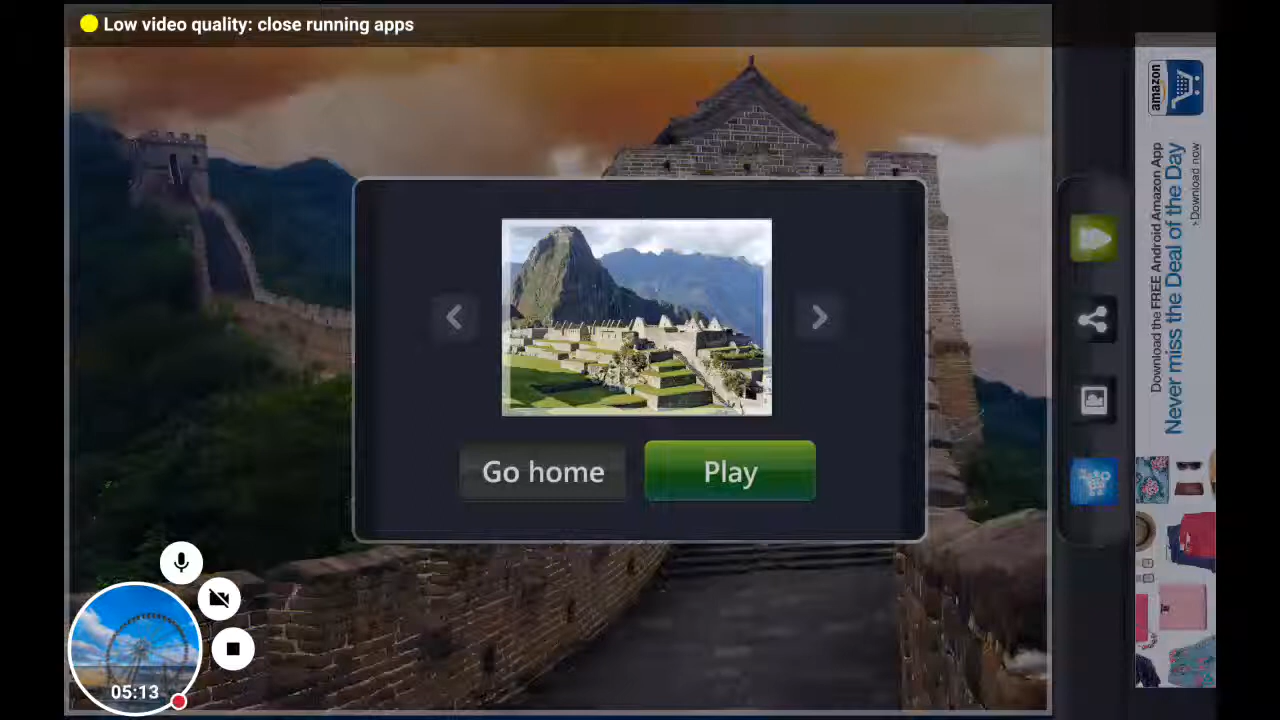 Low video quality: close running apps
Go home
Play
05:13
amazon
Download the FREE Android Amazon App
Never miss the Deal of the Day
›Download now